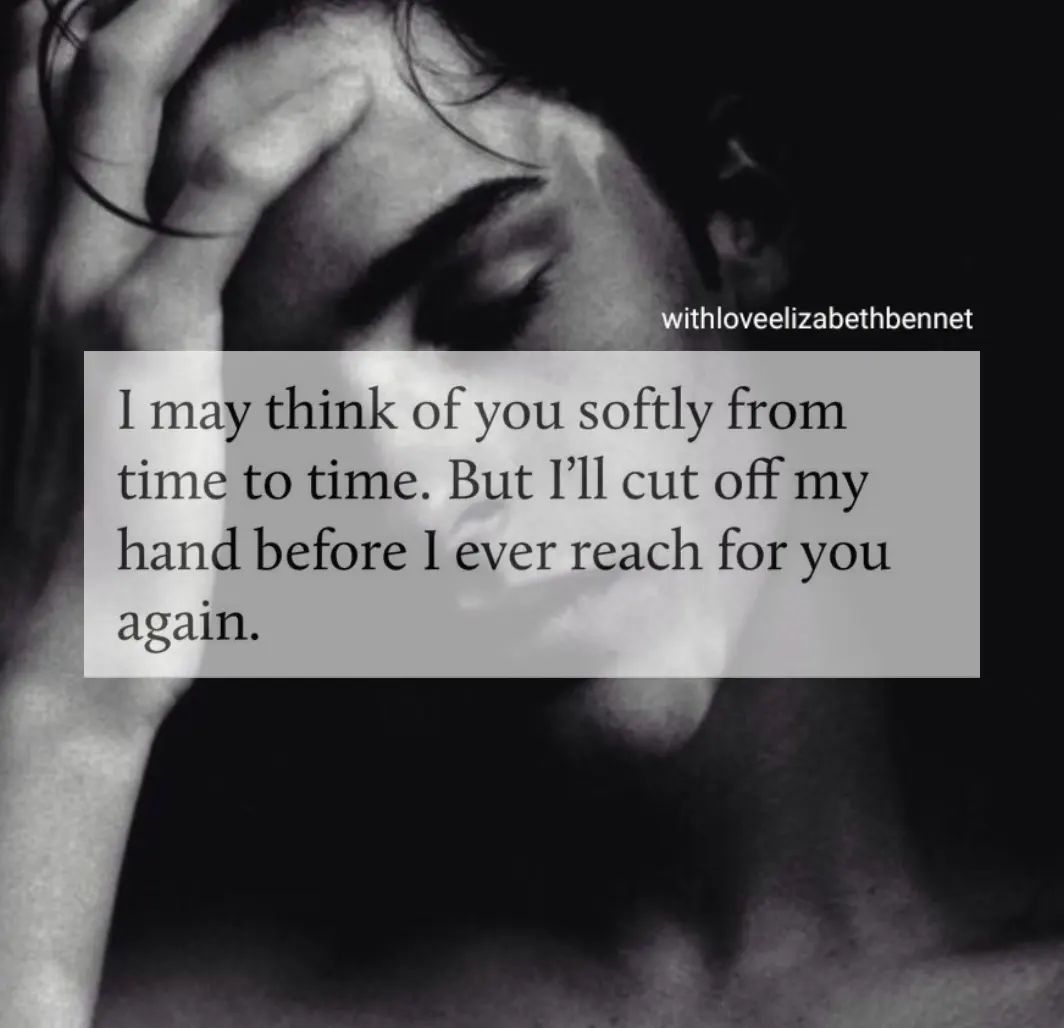 withloveelizabethbennet
I may think of you softly from
time to time. But I’ll cut off my
hand before I ever reach for you
again.